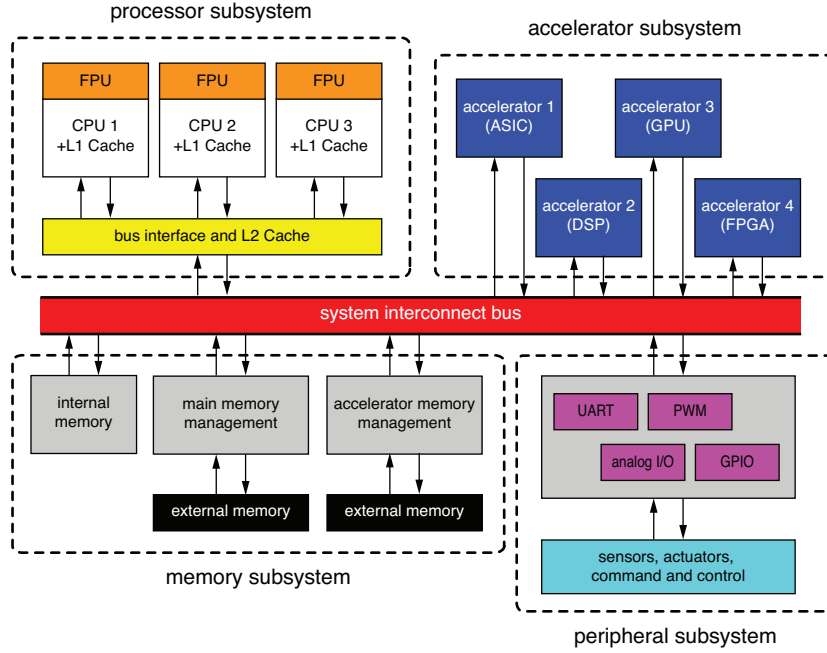 processor subsystem
accelerator subsystem
FPU
FPU
FPU
CPU 1
+L1 Cache
CPU 2
+L1 Cache
CPU 3
+L1 Cache
bus interface and L2 Cache
accelerator 1
(ASIC)
accelerator 3
(GPU)
accelerator 2
(DSP)
accelerator 4
(FPGA)
system interconnect bus
internal
memory
main memory
management
accelerator memory
management
external memory
external memory
memory subsystem
UART
PWM
analog I/O
GPIO
sensors, actuators,
command and control
peripheral subsystem